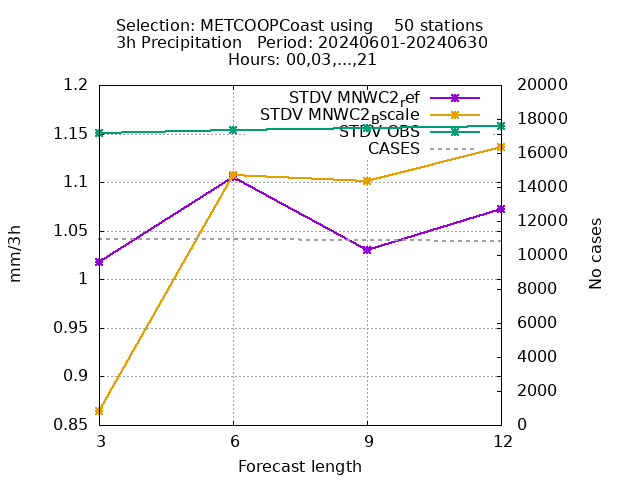 Selection: METCOOPCoast using    50 stations
3h Precipitation   Period: 20240601-20240630
Hours: 00,03,...,21
1.2
1.15
1.1
1.05
1
0.95
0.9
0.85
mm/3h
STDV MNWC2ref
STDV MNWC2Bscale
STDV OBS
CASES
20000
18000
16000
14000
12000
10000
8000
6000
4000
2000
0
No cases
3
6
9
12
Forecast length